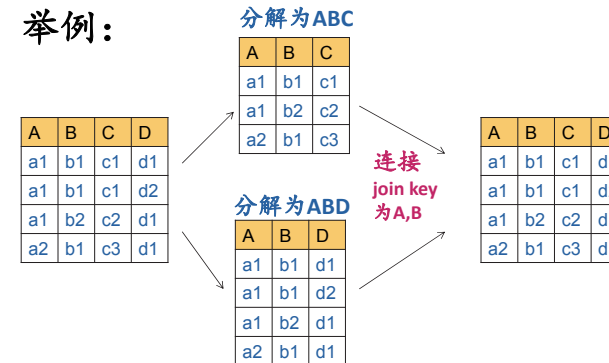 举例：
分解为ABC
A B C
a1 b1 c1
a1 b2 c2
a2 b1 c3
A B C D
a1 b1 c1 d1
a1 b1 c1 d2
a1 b2 c2 d1
a2 b1 c3 d1
分解为ABD
A B D
a1 b1 d1
a1 b1 d2
a1 b2 d1
a2 b1 d1
连接
join key
为A,B
A B C D
a1 b1 c1
a1 b1 c1
a1 b2 c2
a2 b1 c3